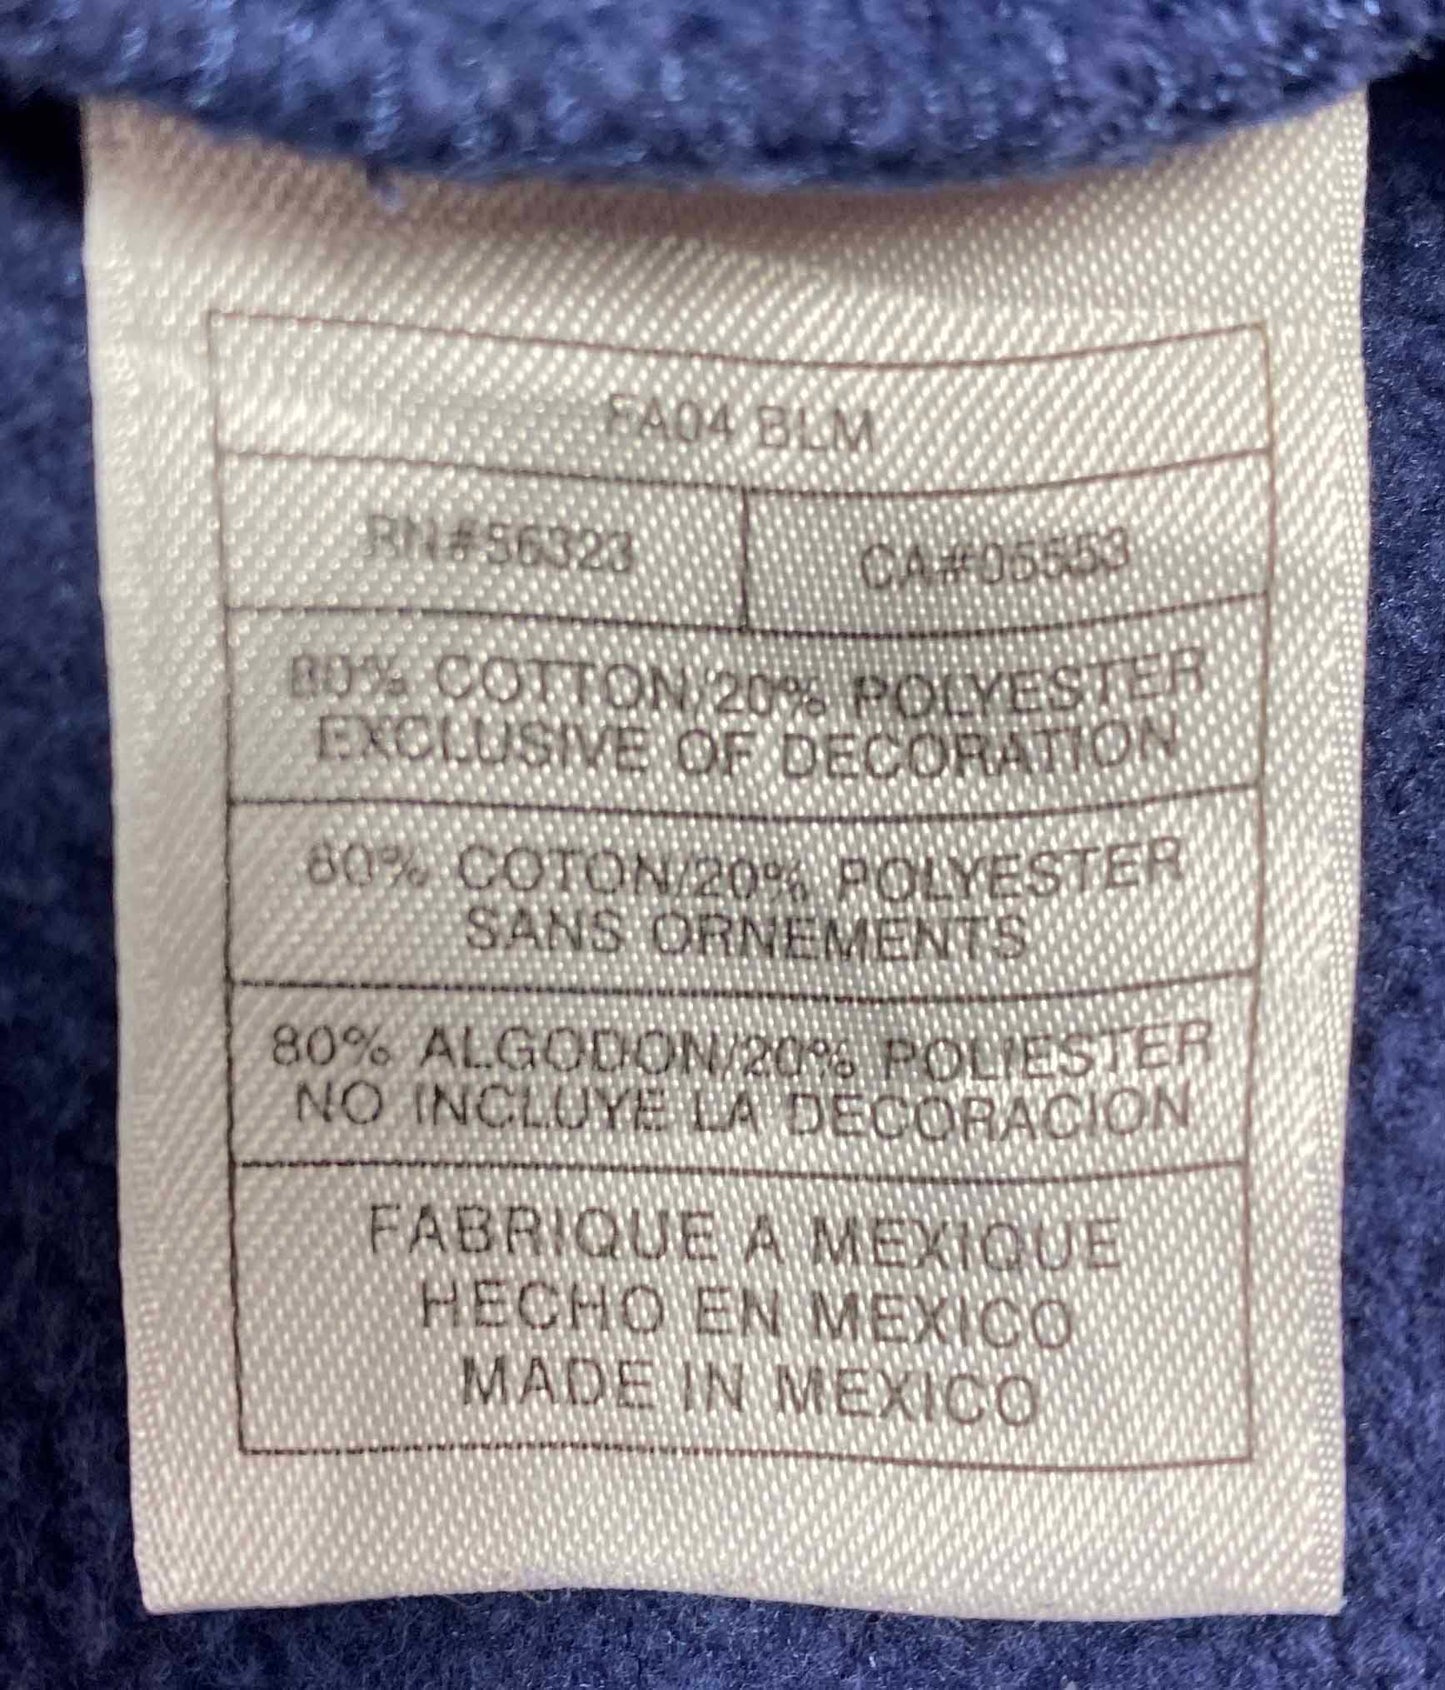 FA04 BLM
RN#56323 CA#05553
80% COTTON/20% POLYESTER
EXCLUSIVE OF DECORATION
80% COTON/20% POLYESTER
SANS ORNEMENTS
80% ALGODON/20% POLIESTER
NO INCLUYE LA DECORACION
FABRIQUE A MEXIQUE
HECHO EN MEXICO
MADE IN MEXICO